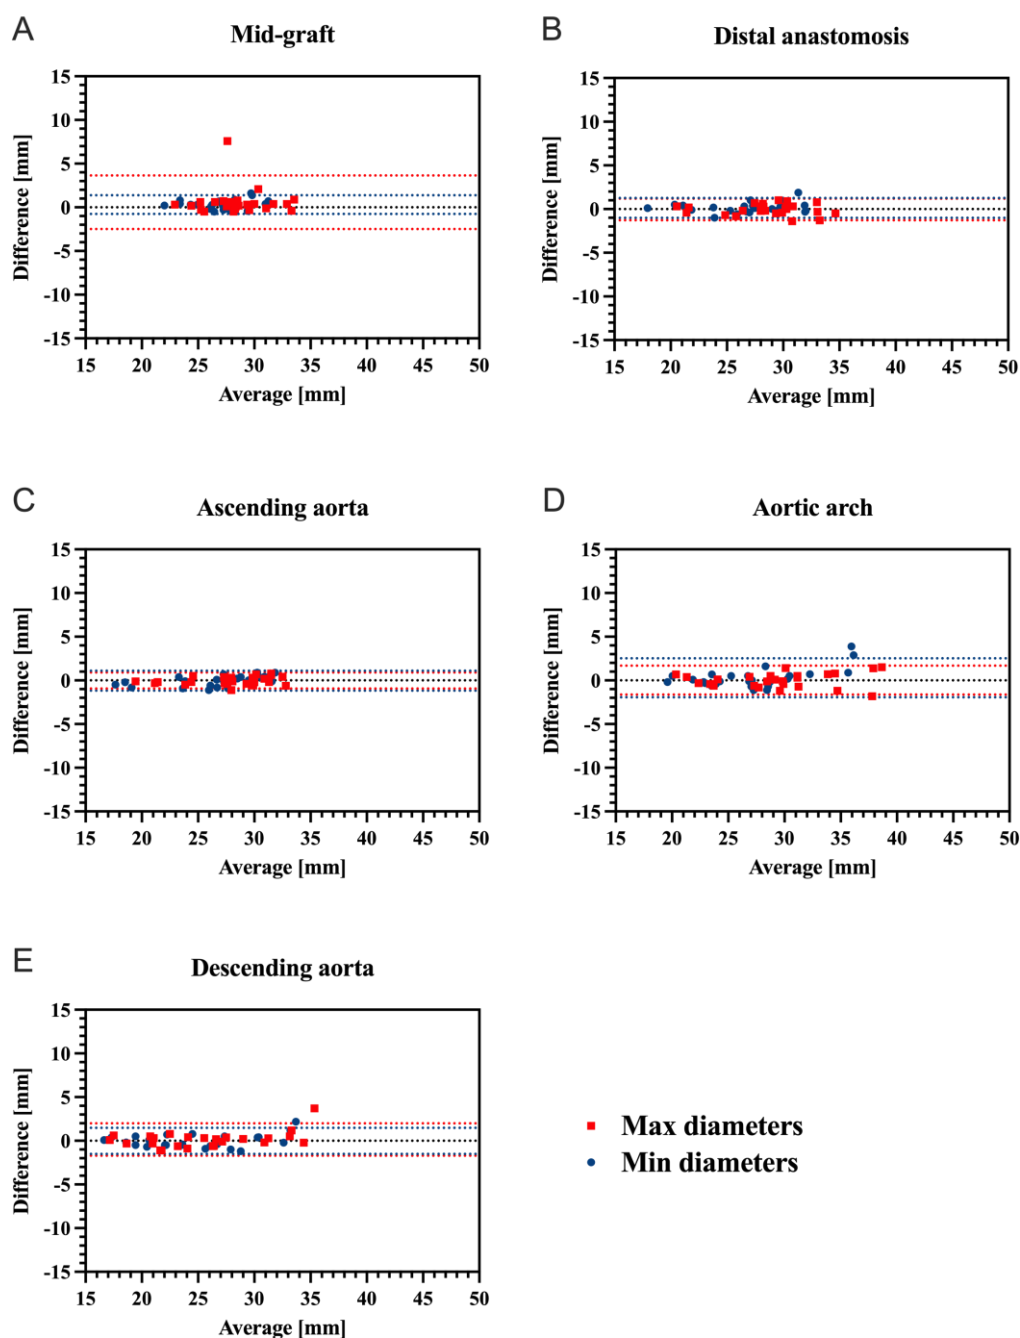 A
Mid-graft
15
10
5
0
-5
-10
-15
Difference [mm]
15 20 25 30 35 40 45 50
Average [mm]
B
Distal anastomosis
15
10
5
0
-5
-10
-15
Difference [mm]
15 20 25 30 35 40 45 50
Average [mm]
C
Ascending aorta
15
10
5
0
-5
-10
-15
Difference [mm]
15 20 25 30 35 40 45 50
Average [mm]
D
Aortic arch
15
10
5
0
-5
-10
-15
Difference [mm]
15 20 25 30 35 40 45 50
Average [mm]
E
Descending aorta
15
10
5
0
-5
-10
-15
Difference [mm]
15 20 25 30 35 40 45 50
Average [mm]
Max diameters
Min diameters